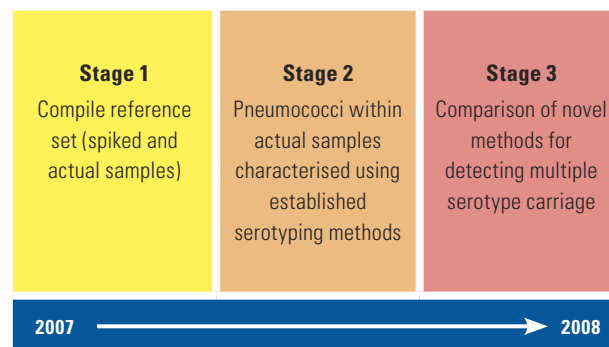 Stage 1
Compile reference
set (spiked and
actual samples)
Stage 2
Pneumococci within
actual samples
characterised using
established
serotyping methods
Stage 3
Comparison of novel
methods for
detecting multiple
serotype carriage
2007
2008